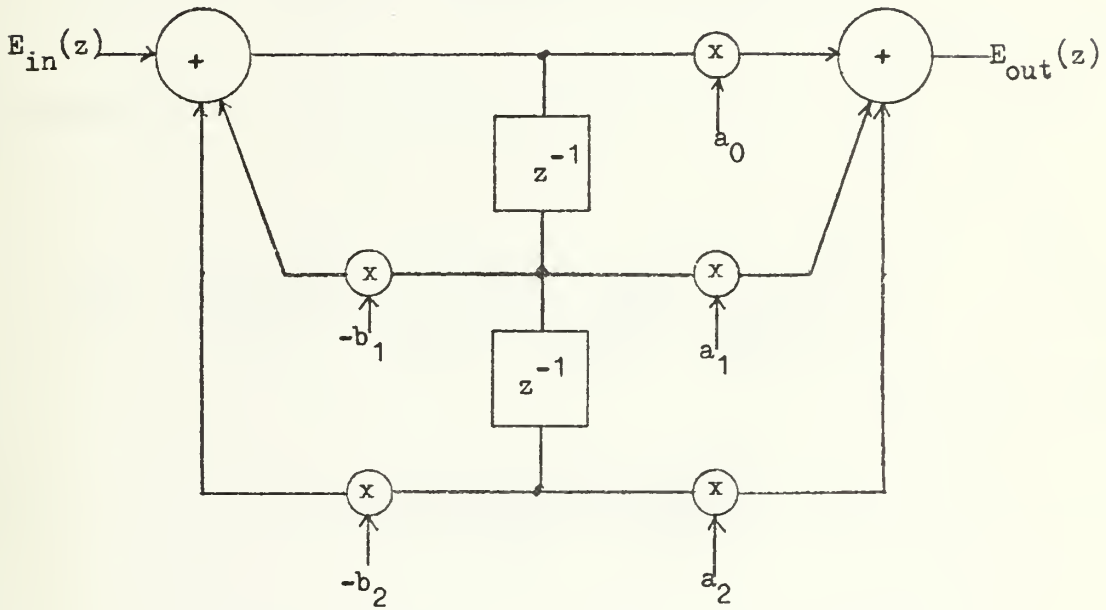 E_in(z)
+
x
+
E_out(z)
a_0
z^-1
x
x
-b_1
a_1
z^-1
x
x
-b_2
a_2